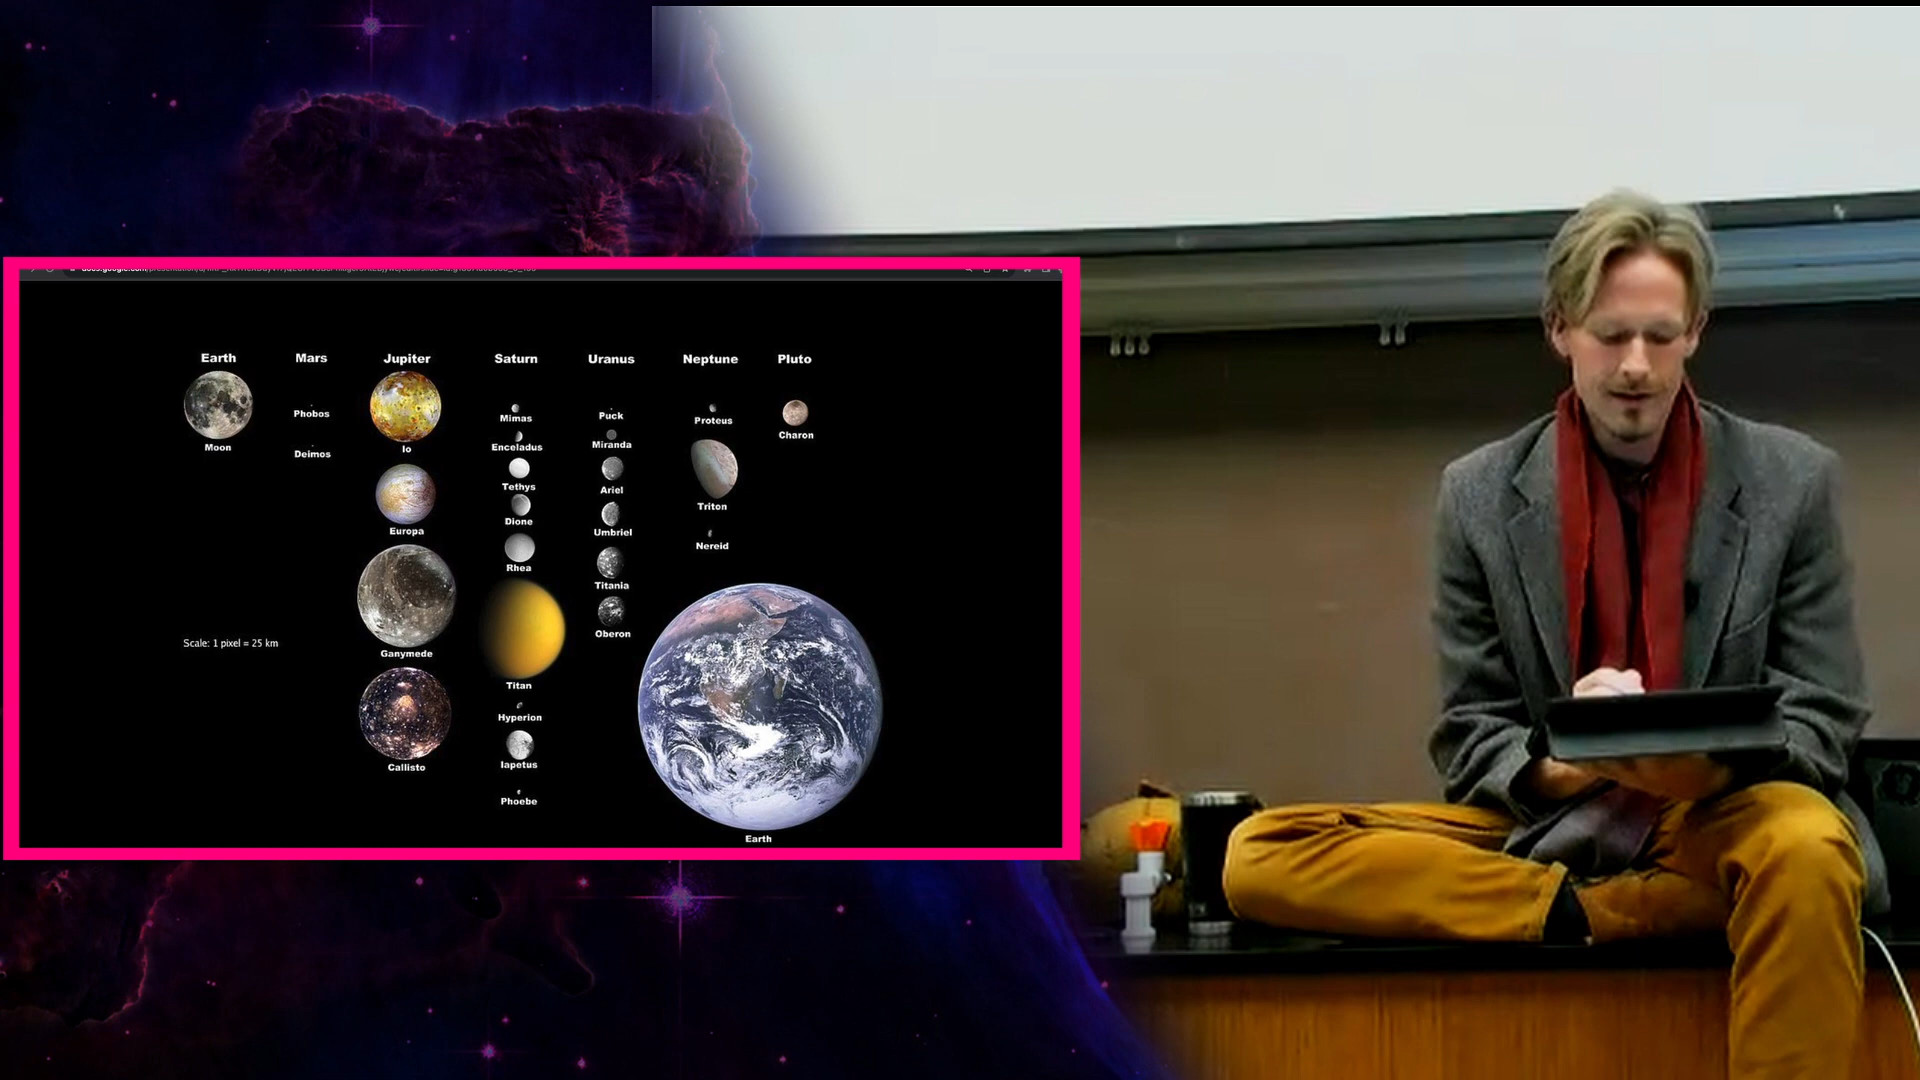 Earth Mars Jupiter Saturn Uranus Neptune Pluto
Phobos
Mimas
Puck
Proteus
Charon
Moon
Deimos
Io
Enceladus
Miranda
Tethys
Ariel
Triton
Europa
Dione
Umbriel
Nereid
Rhea
Titania
Oberon
Scale: 1 pixel = 25 km
Ganymede
Titan
Hyperion
Callisto
Iapetus
Phoebe
Earth